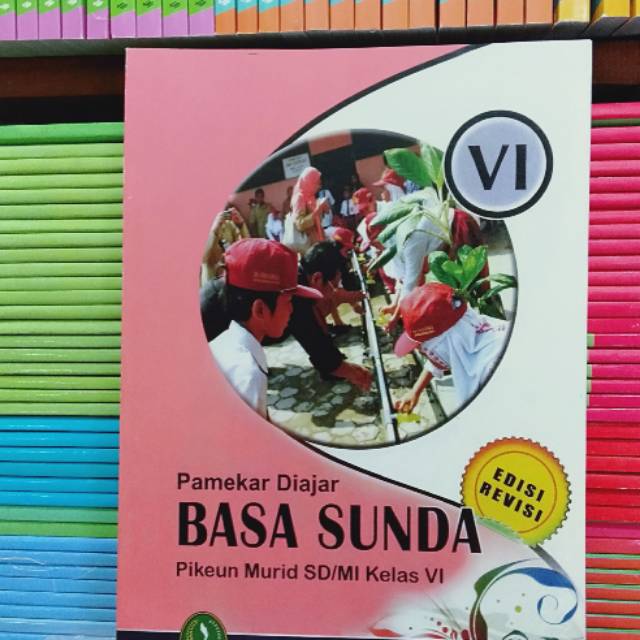 VI
Pamekar Diajar
BASA SUNDA
Pikeun Murid SD/MI Kelas VI
EDISI
REVISI